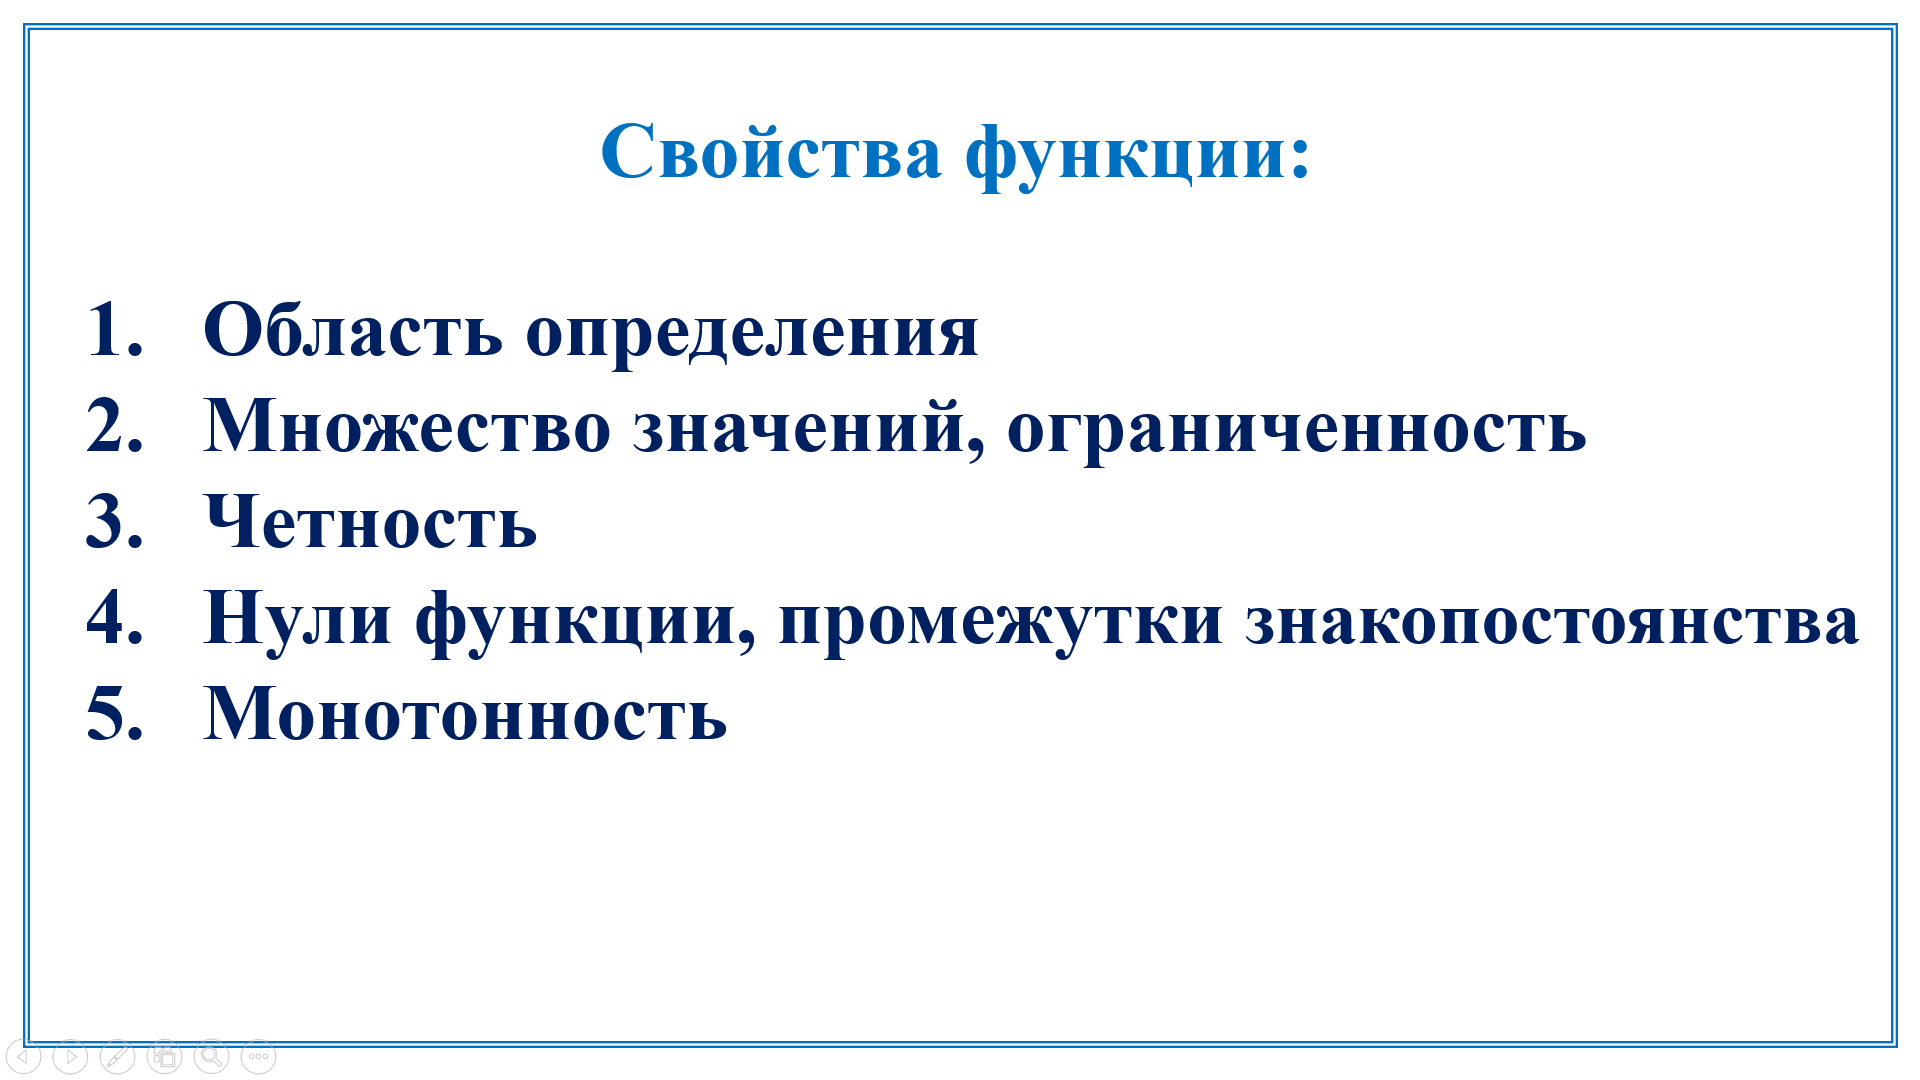 Свойства функции:
1. Область определения
2. Множество значений, ограниченность
3. Четность
4. Нули функции, промежутки знакопостоянства
5. Монотонность